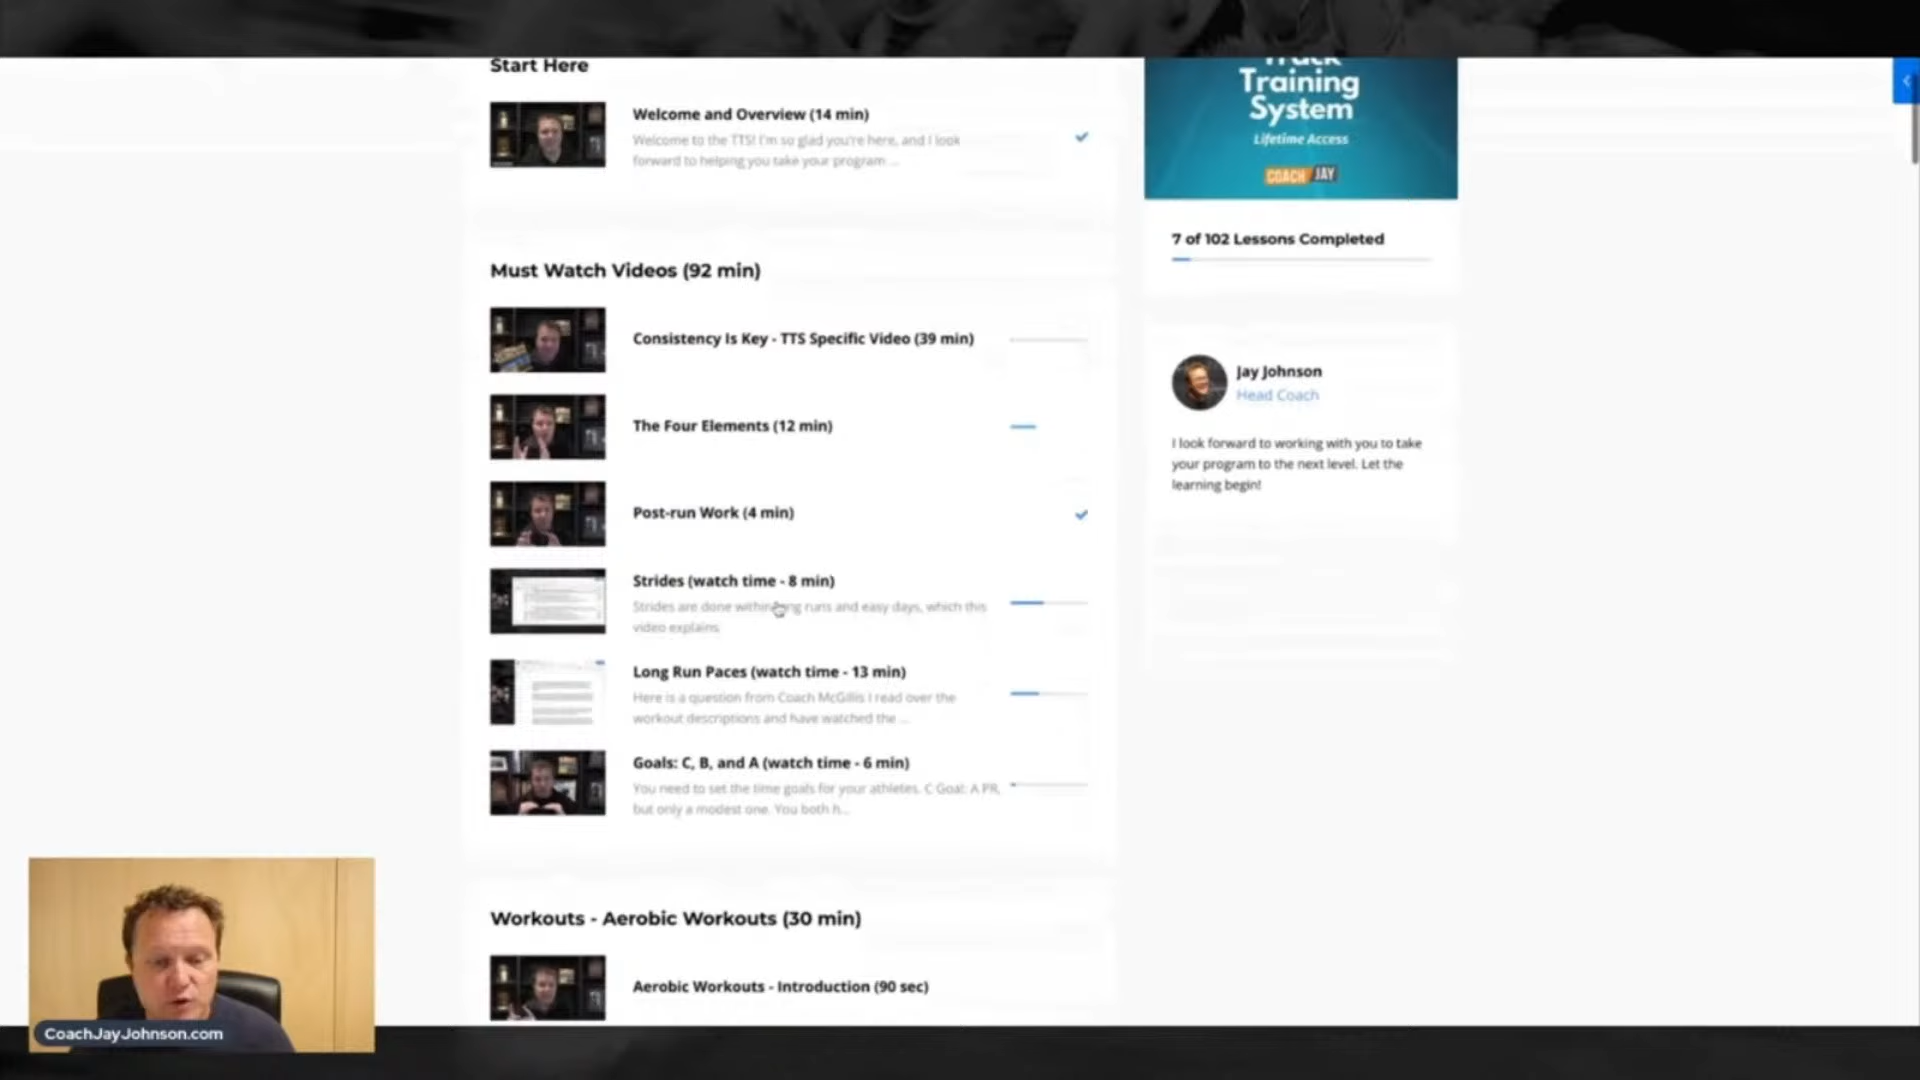 Start Here
Welcome and Overview (14 min)
Welcome to the TTS! I'm so glad you're here, and I look
forward to helping you take your program ...
Must Watch Videos (92 min)
Consistency Is Key - TTS Specific Video (39 min)
The Four Elements (12 min)
Post-run Work (4 min)
Strides (watch time - 8 min)
Strides are done within long runs and easy days, which this
video explains
Long Run Paces (watch time - 13 min)
Here is a question from Coach McGillis I read over the
workout descriptions and have watched the ...
Goals: C, B, and A (watch time - 6 min)
You need to set the time goals for your athletes. C Goal: A PR,
but only a modest one. You both h...
Workouts - Aerobic Workouts (30 min)
Aerobic Workouts - Introduction (90 sec)
Track
Training
System
Lifetime Access
COACH JAY
7 of 102 Lessons Completed
Jay Johnson
Head Coach
I look forward to working with you to take
your program to the next level. Let the
learning begin!
CoachJayJohnson.com